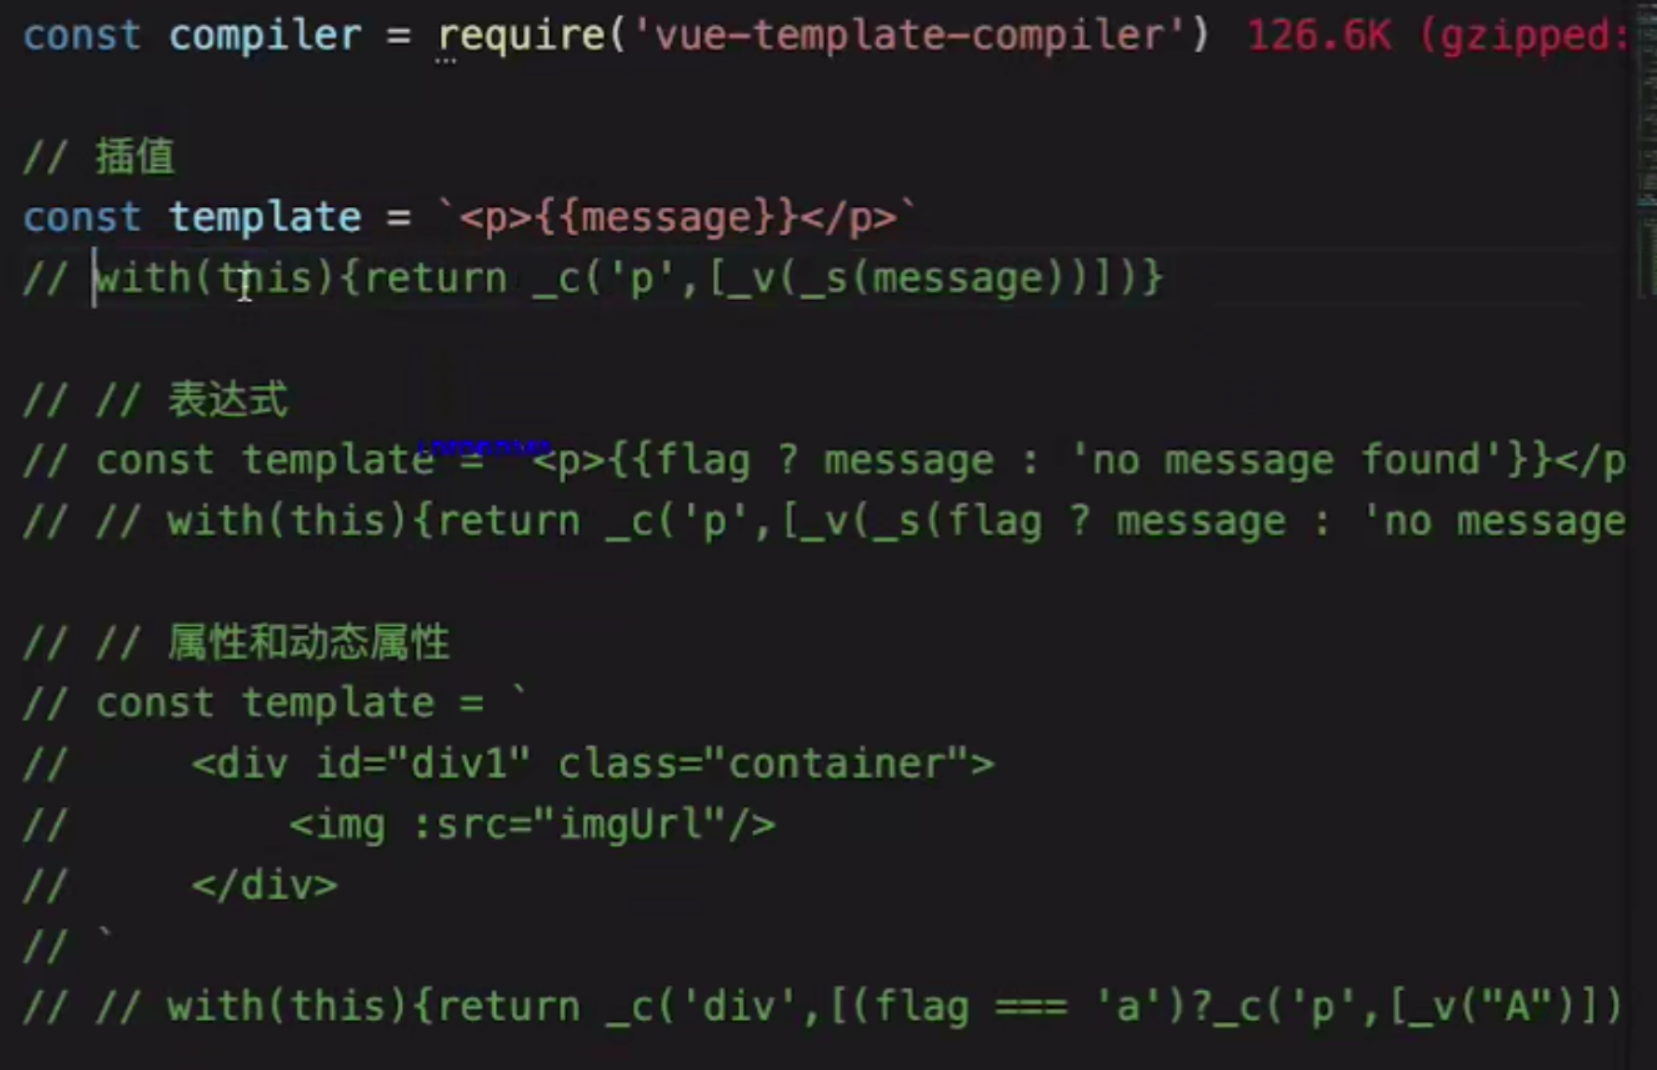 const compiler = require('vue-template-compiler') 126.6K (gzipped:
// 插值
const template = `<p>{{message}}</p>`
// with(this){return _c('p',[_v(_s(message))])}
// // 表达式
// const template = `<p>{{flag ? message : 'no message found'}}</p
// // with(this){return _c('p',[_v(_s(flag ? message : 'no message
// // 属性和动态属性
// const template = `
//     <div id="div1" class="container">
//         <img :src="imgUrl"/>
//     </div>
// `
// // with(this){return _c('div',[(flag === 'a')?_c('p',[_v("A")])